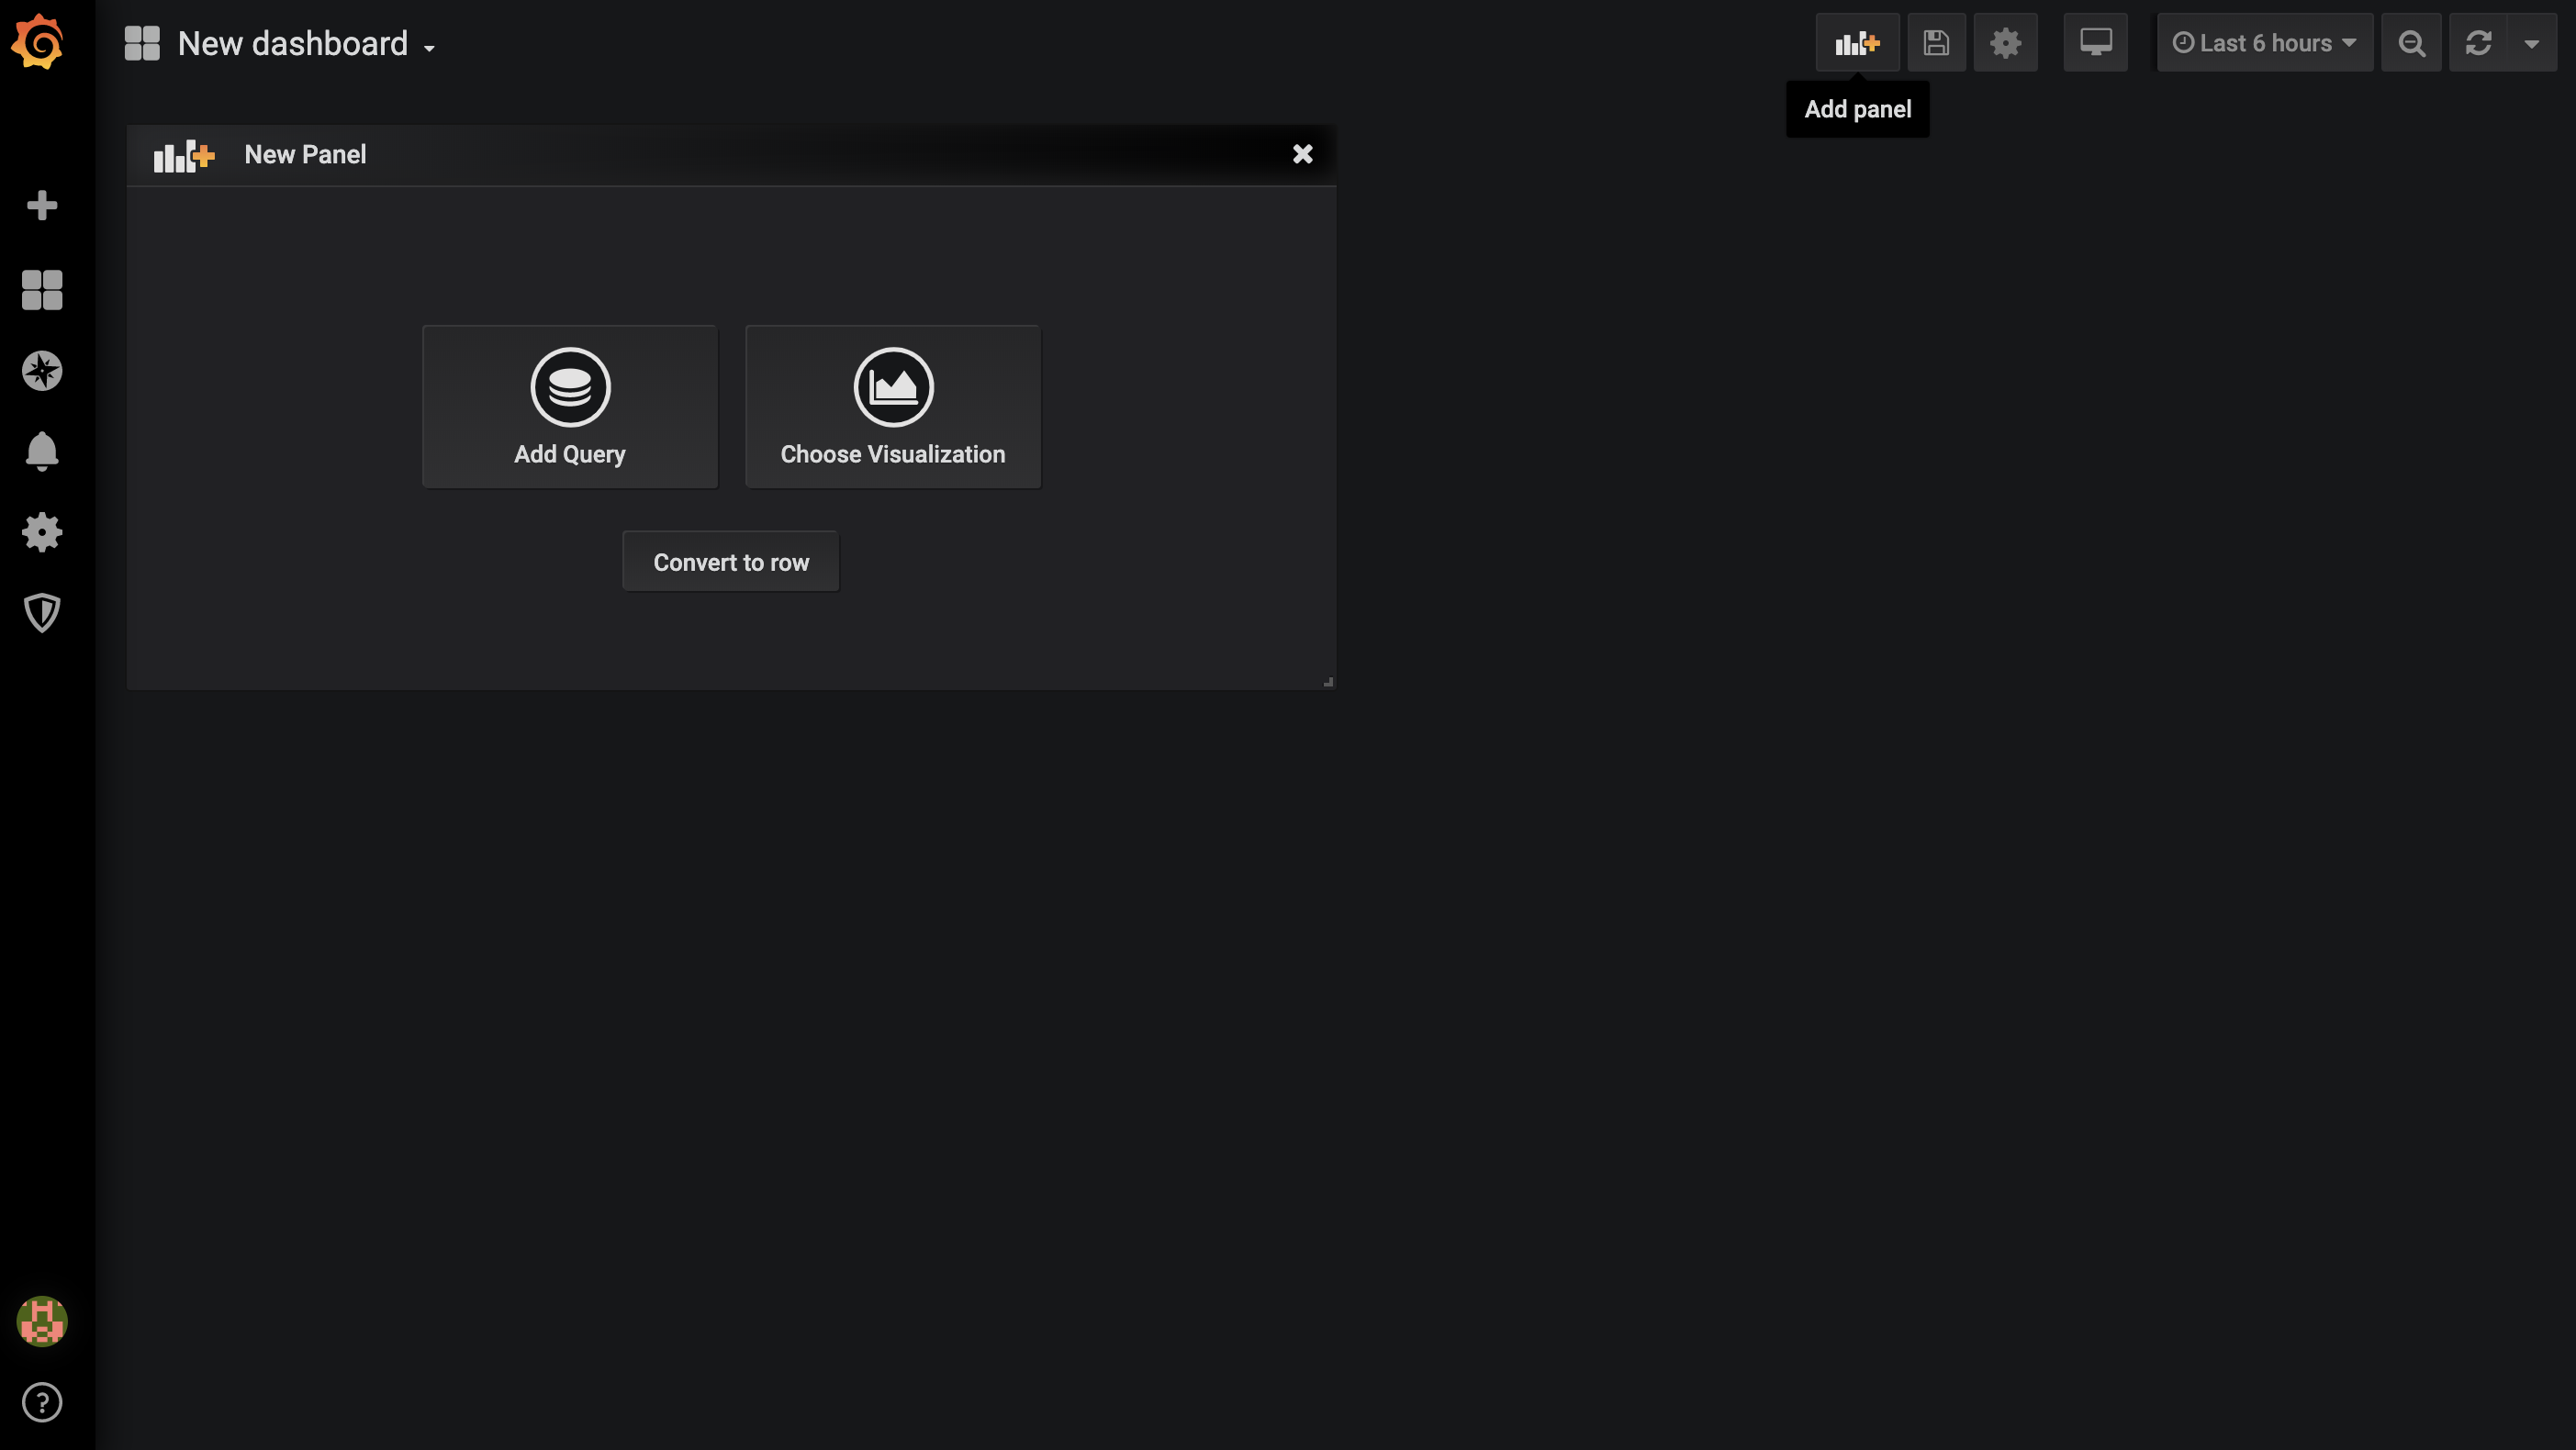 New dashboard
Last 6 hours
Add panel
New Panel
Add Query
Choose Visualization
Convert to row
?